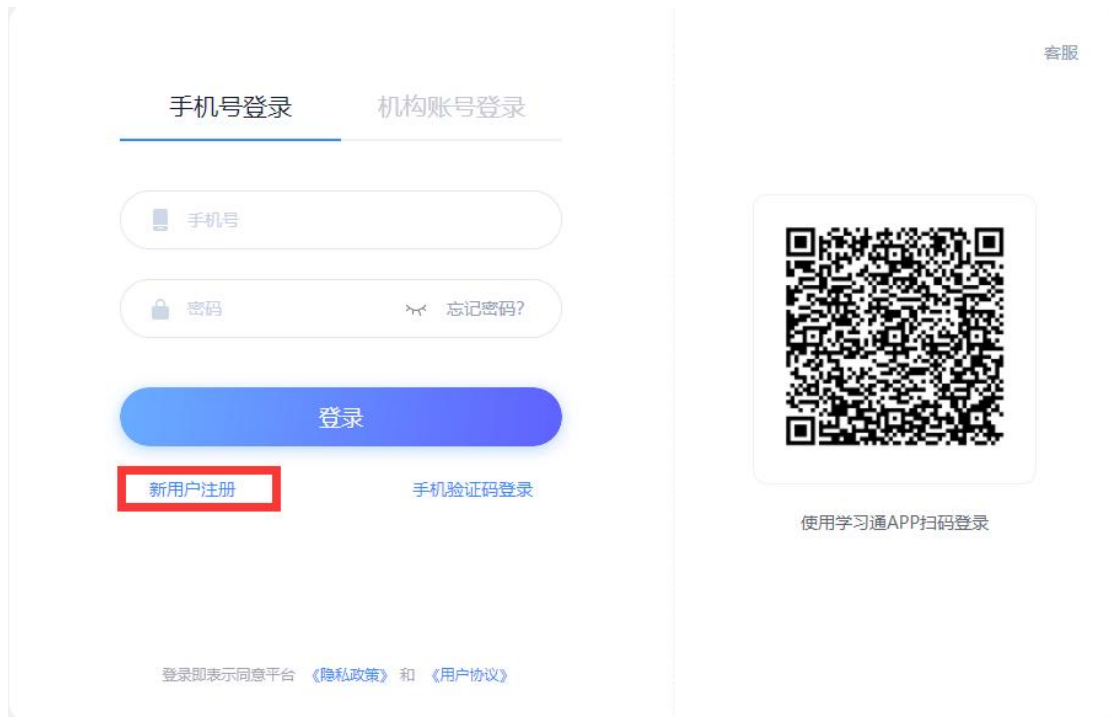 客服
手机号登录 机构账号登录
手机号
密码 忘记密码?
登录
新用户注册 手机验证码登录
使用学习通APP扫码登录
登录即表示同意平台 《隐私政策》 和 《用户协议》